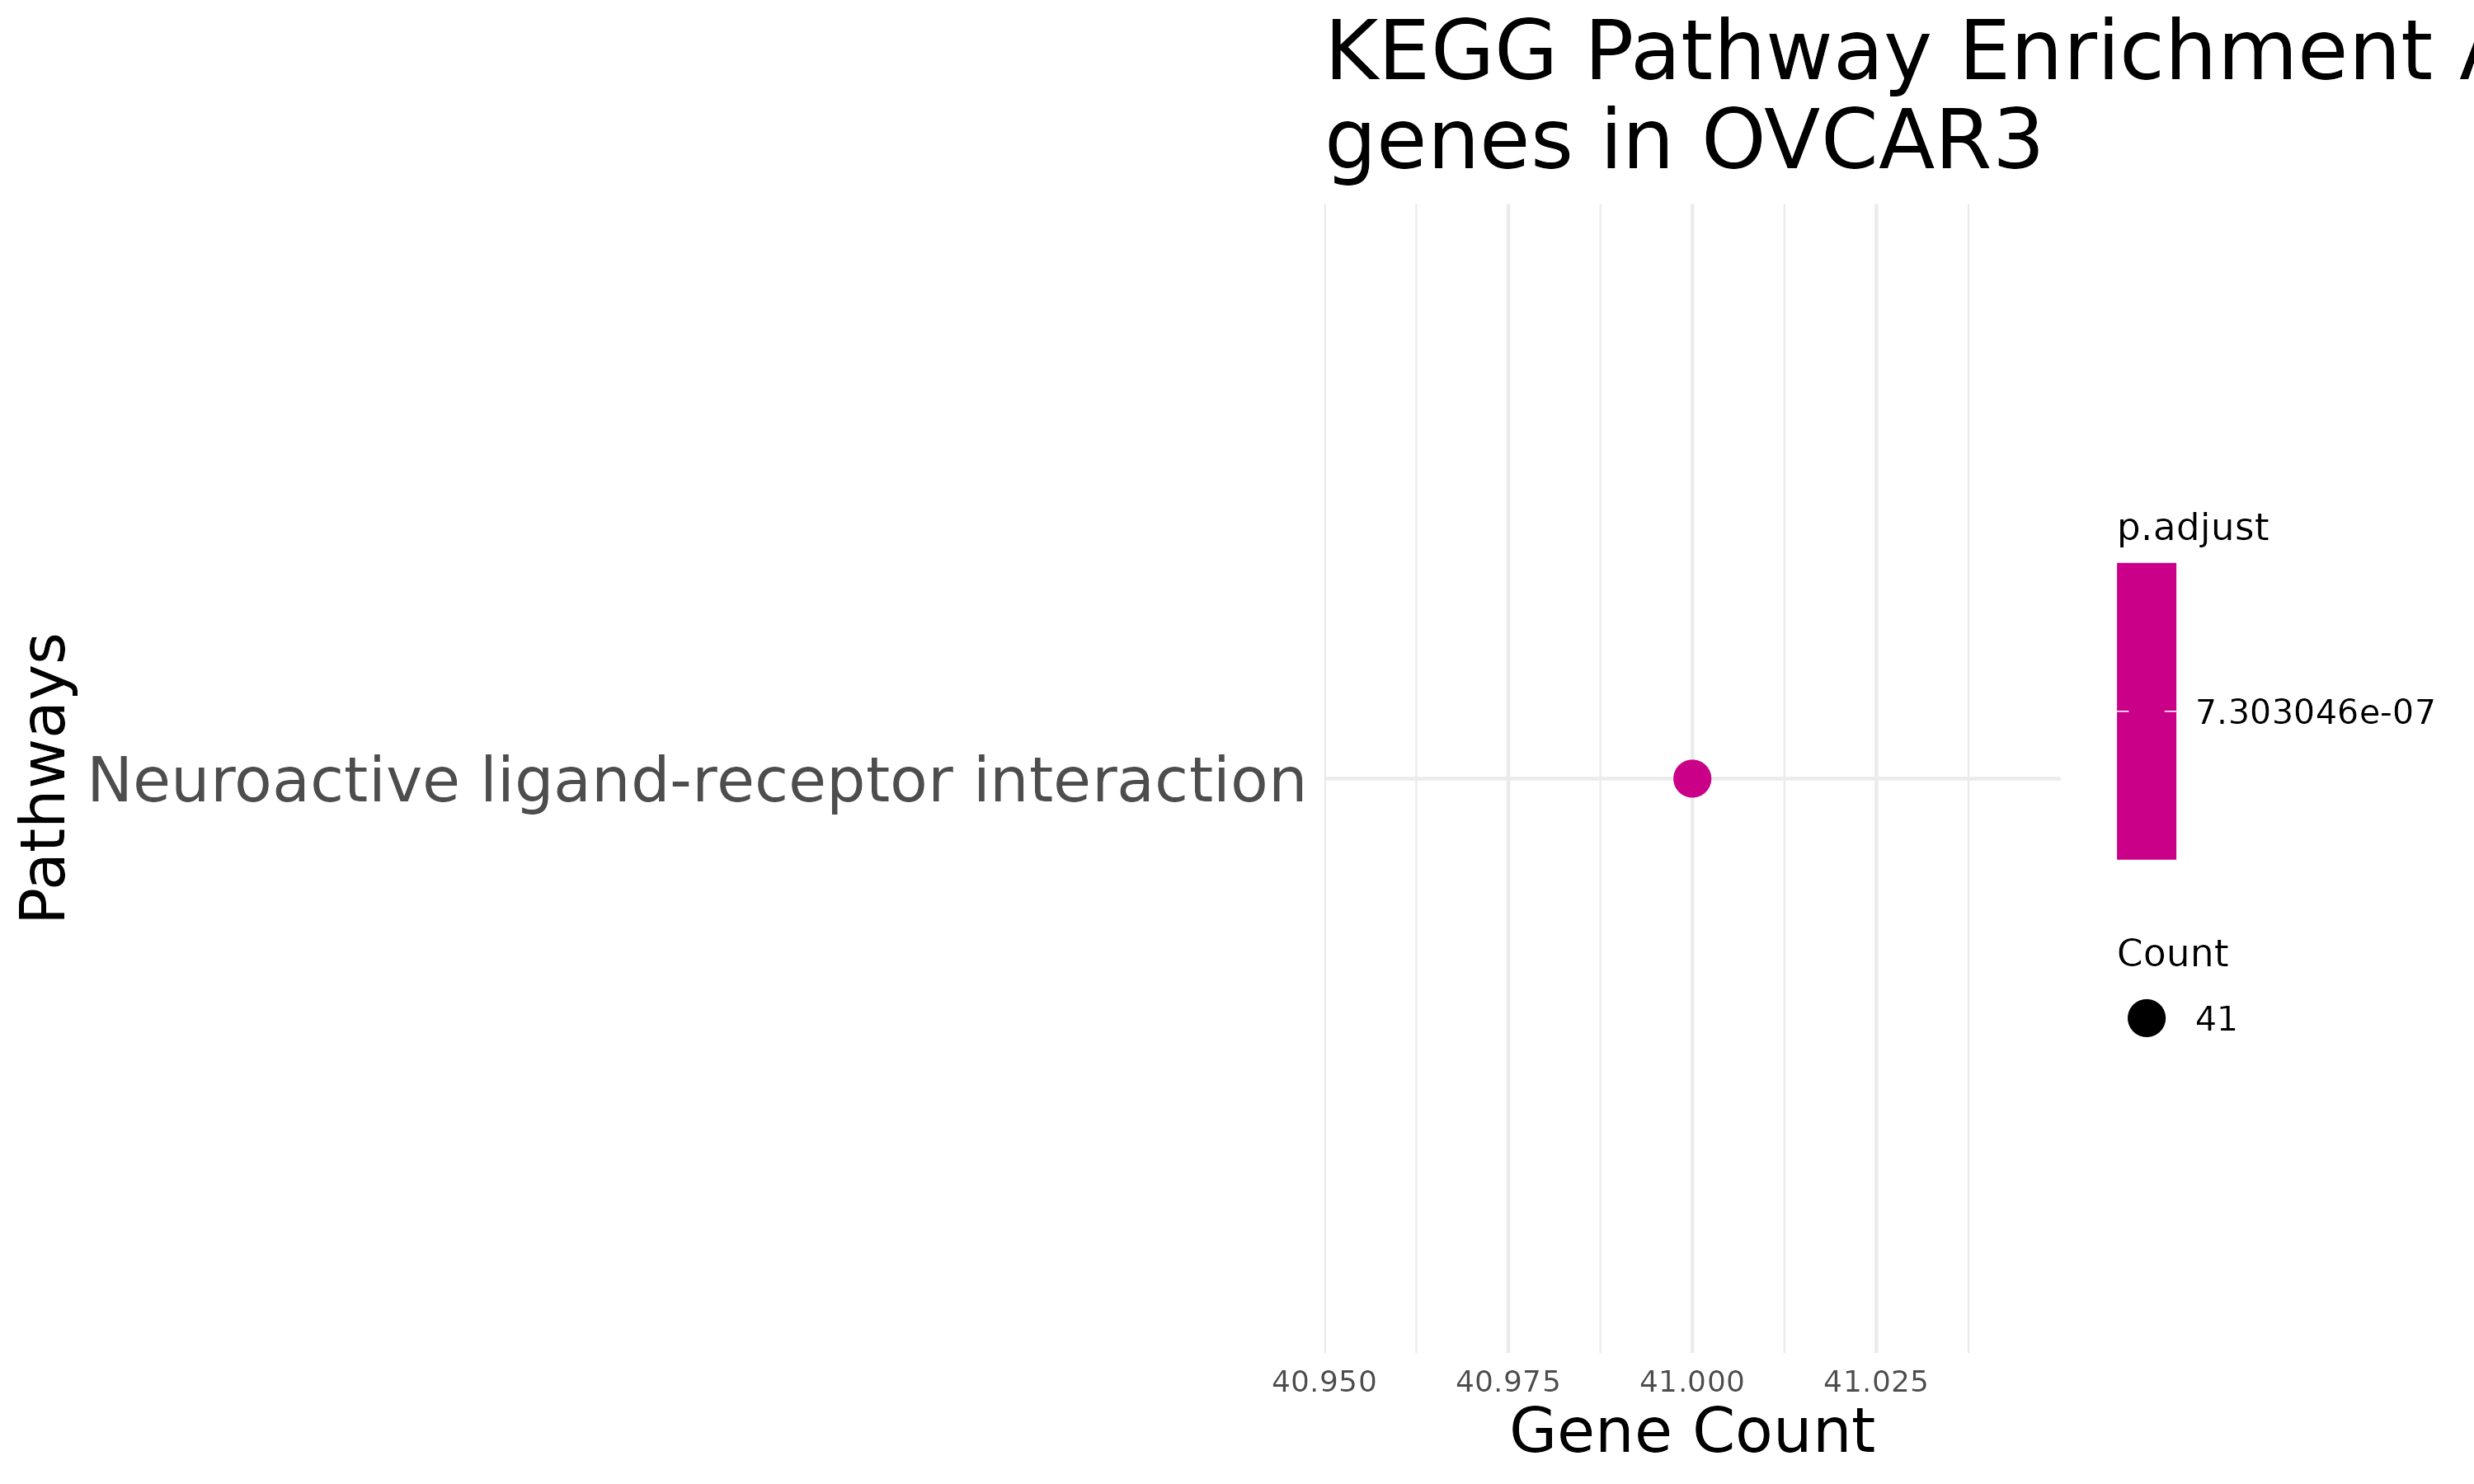 KEGG Pathway Enrichment
genes in OVCAR3
Pathways
Neuroactive ligand-receptor interaction
p.adjust
7.303046e-07
Count
41
40.950 40.975 41.000 41.025
Gene Count